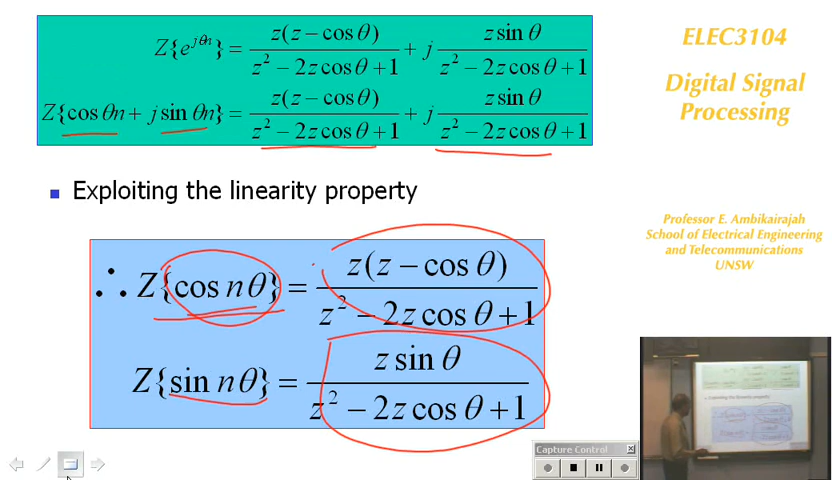 Z{e^{jθn}} = z(z − cos θ) / (z² − 2z cos θ + 1) + j z sin θ / (z² − 2z cos θ + 1)
Z{cos θn + j sin θn} = z(z − cos θ) / (z² − 2z cos θ + 1) + j z sin θ / (z² − 2z cos θ + 1)
Exploiting the linearity property
∴ Z{cos nθ} = z(z − cos θ) / (z² − 2z cos θ + 1)
Z{sin nθ} = z sin θ / (z² − 2z cos θ + 1)
ELEC3104
Digital Signal
Processing
Professor E. Ambikairajah
School of Electrical Engineering
and Telecommunications
UNSW
Capture Control